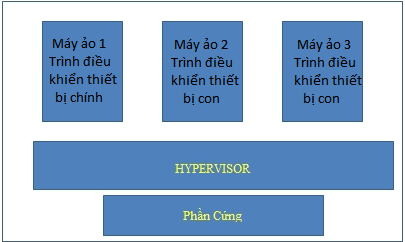 Máy ảo 1
Trình điều
khiển thiết
bị chính
Máy ảo 2
Trình điều
khiển thiết
bị con
Máy ảo 3
Trình điều
khiển thiết
bị con
HYPERVISOR
Phần Cứng